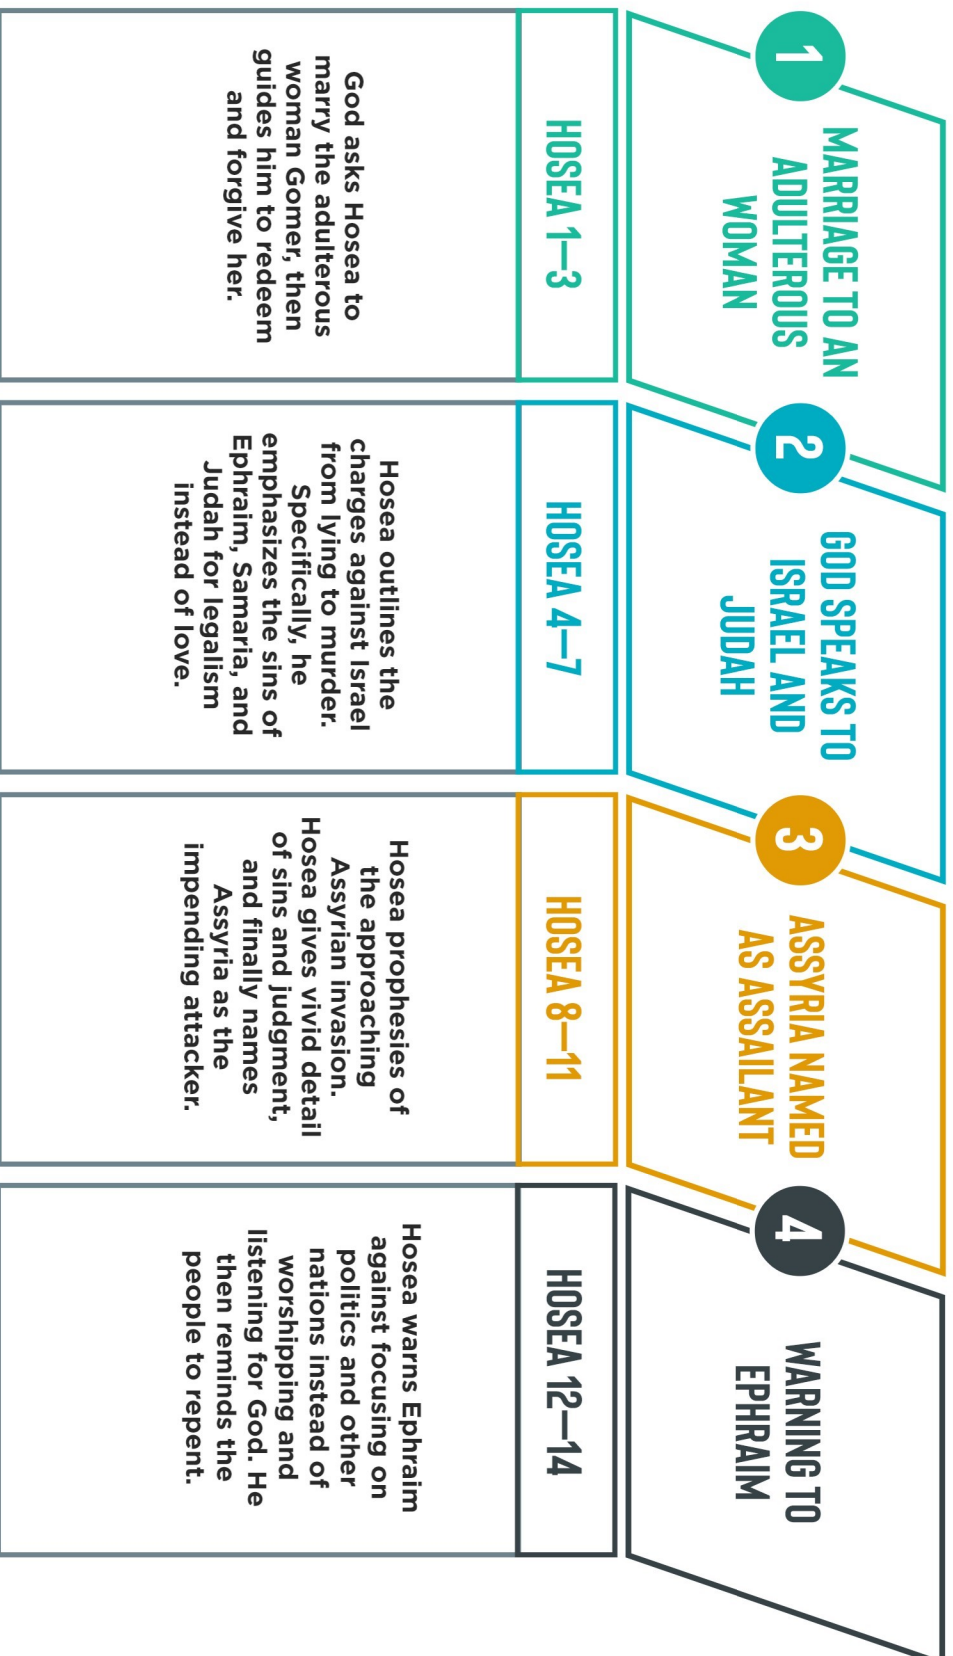 1
MARRIAGE TO AN
ADULTEROUS
WOMAN
HOSEA 1—3
God asks Hosea to
marry the adulterous
woman Gomer, then
guides him to redeem
and forgive her.
2
GOD SPEAKS TO
ISRAEL AND
JUDAH
HOSEA 4—7
Hosea outlines the
charges against Israel
from lying to murder.
Specifically, he
emphasizes the sins of
Ephraim, Samaria, and
Judah for legalism
instead of love.
3
ASSYRIA NAMED
AS ASSAILANT
HOSEA 8—11
Hosea prophesies of
the approaching
Assyrian invasion.
Hosea gives vivid detail
of sins and judgment,
and finally names
Assyria as the
impending attacker.
4
WARNING TO
EPHRAIM
HOSEA 12—14
Hosea warns Ephraim
against focusing on
politics and other
nations instead of
worshipping and
listening for God. He
then reminds the
people to repent.